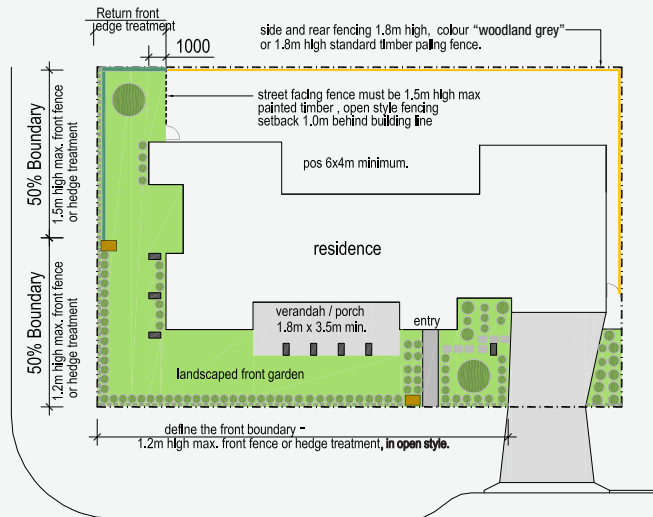 Return front
edge treatment
1000
side and rear fencing 1.8m high, colour “woodland grey”
or 1.8m high standard timber paling fence.
street facing fence must be 1.5m high max
painted timber , open style fencing
setback 1.0m behind building line
pos 6x4m minimum.
50% Boundary
1.5m high max. front fence
or hedge treatment
residence
50% Boundary
1.2m high max. front fence
or hedge treatment
verandah / porch
1.8m x 3.5m min.
entry
landscaped front garden
define the front boundary -
1.2m high max. front fence or hedge treatment, in open style.